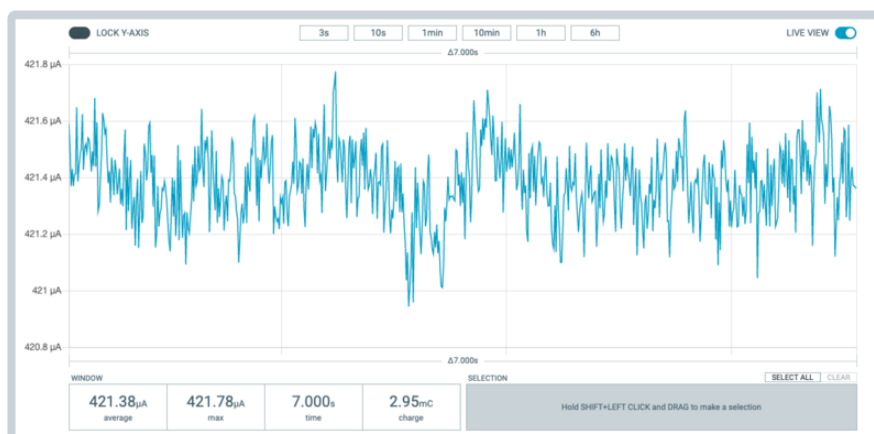 LOCK Y-AXIS 3s 10s 1min 10min 1h 6h LIVE VIEW
Δ7.000s
421.8 µA
421.6 µA
421.4 µA
421.2 µA
421 µA
420.8 µA
Δ7.000s
WINDOW SELECTION SELECT ALL CLEAR
421.38µA 421.78µA 7.000s 2.95mC
average max time charge
Hold SHIFT+LEFT CLICK and DRAG to make a selection